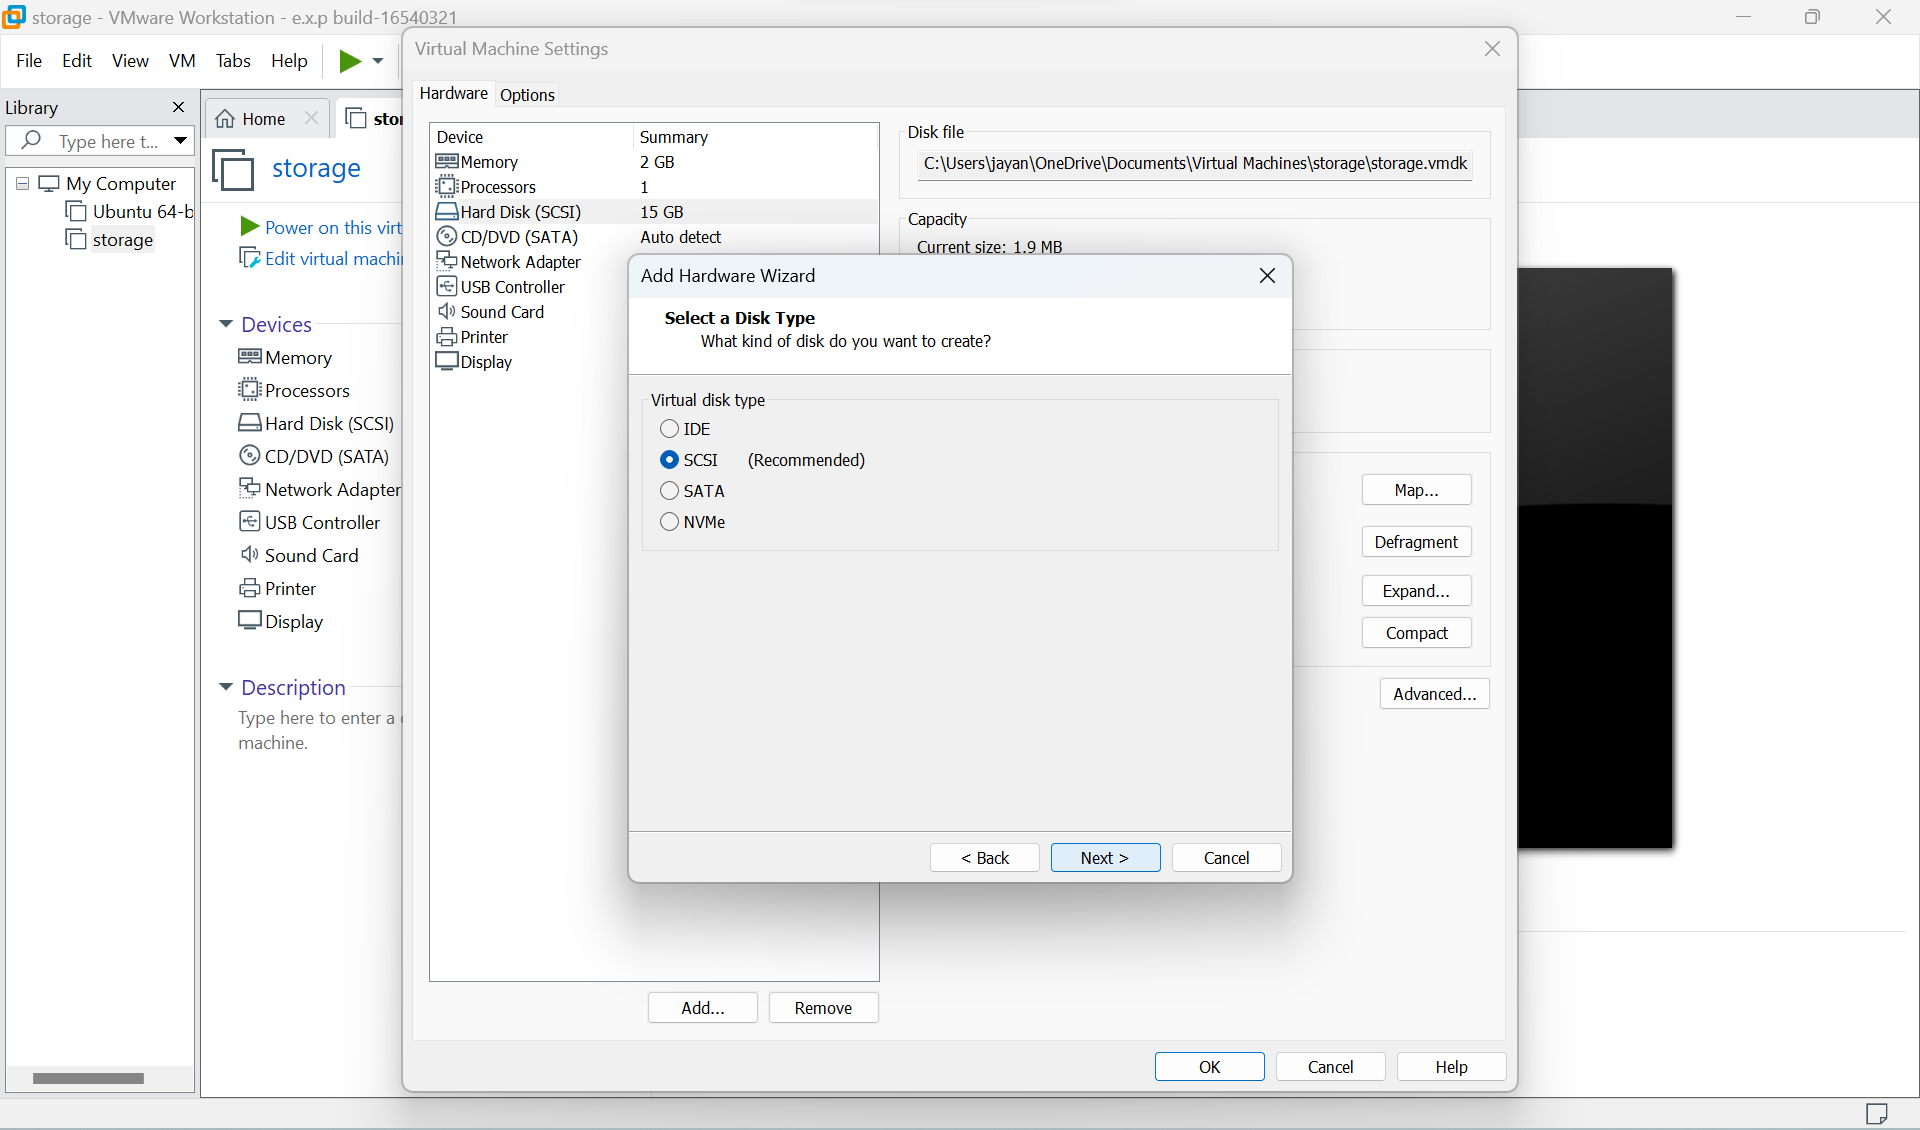 storage - VMware Workstation - e.x.p build-16540321
File Edit View VM Tabs Help
Library
Type here t...
My Computer
Ubuntu 64-b
storage
Home
stor
storage
Power on this virt
Edit virtual machi
Devices
Memory
Processors
Hard Disk (SCSI)
CD/DVD (SATA)
Network Adapter
USB Controller
Sound Card
Printer
Display
Description
Type here to enter a
machine.
Virtual Machine Settings
Hardware Options
Device Summary
Memory 2 GB
Processors 1
Hard Disk (SCSI) 15 GB
CD/DVD (SATA) Auto detect
Network Adapter
USB Controller
Sound Card
Printer
Display
Disk file
C:\Users\jayan\OneDrive\Documents\Virtual Machines\storage\storage.vmdk
Capacity
Current size: 1.9 MB
Map...
Defragment
Expand...
Compact
Advanced...
Add Hardware Wizard
Select a Disk Type
What kind of disk do you want to create?
Virtual disk type
IDE
SCSI (Recommended)
SATA
NVMe
< Back Next > Cancel
Add... Remove
OK Cancel Help